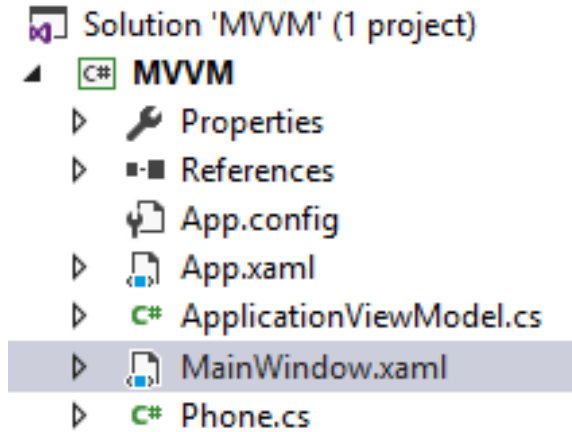 Solution 'MVVM' (1 project)
C# MVVM
Properties
References
App.config
App.xaml
C# ApplicationViewModel.cs
MainWindow.xaml
C# Phone.cs